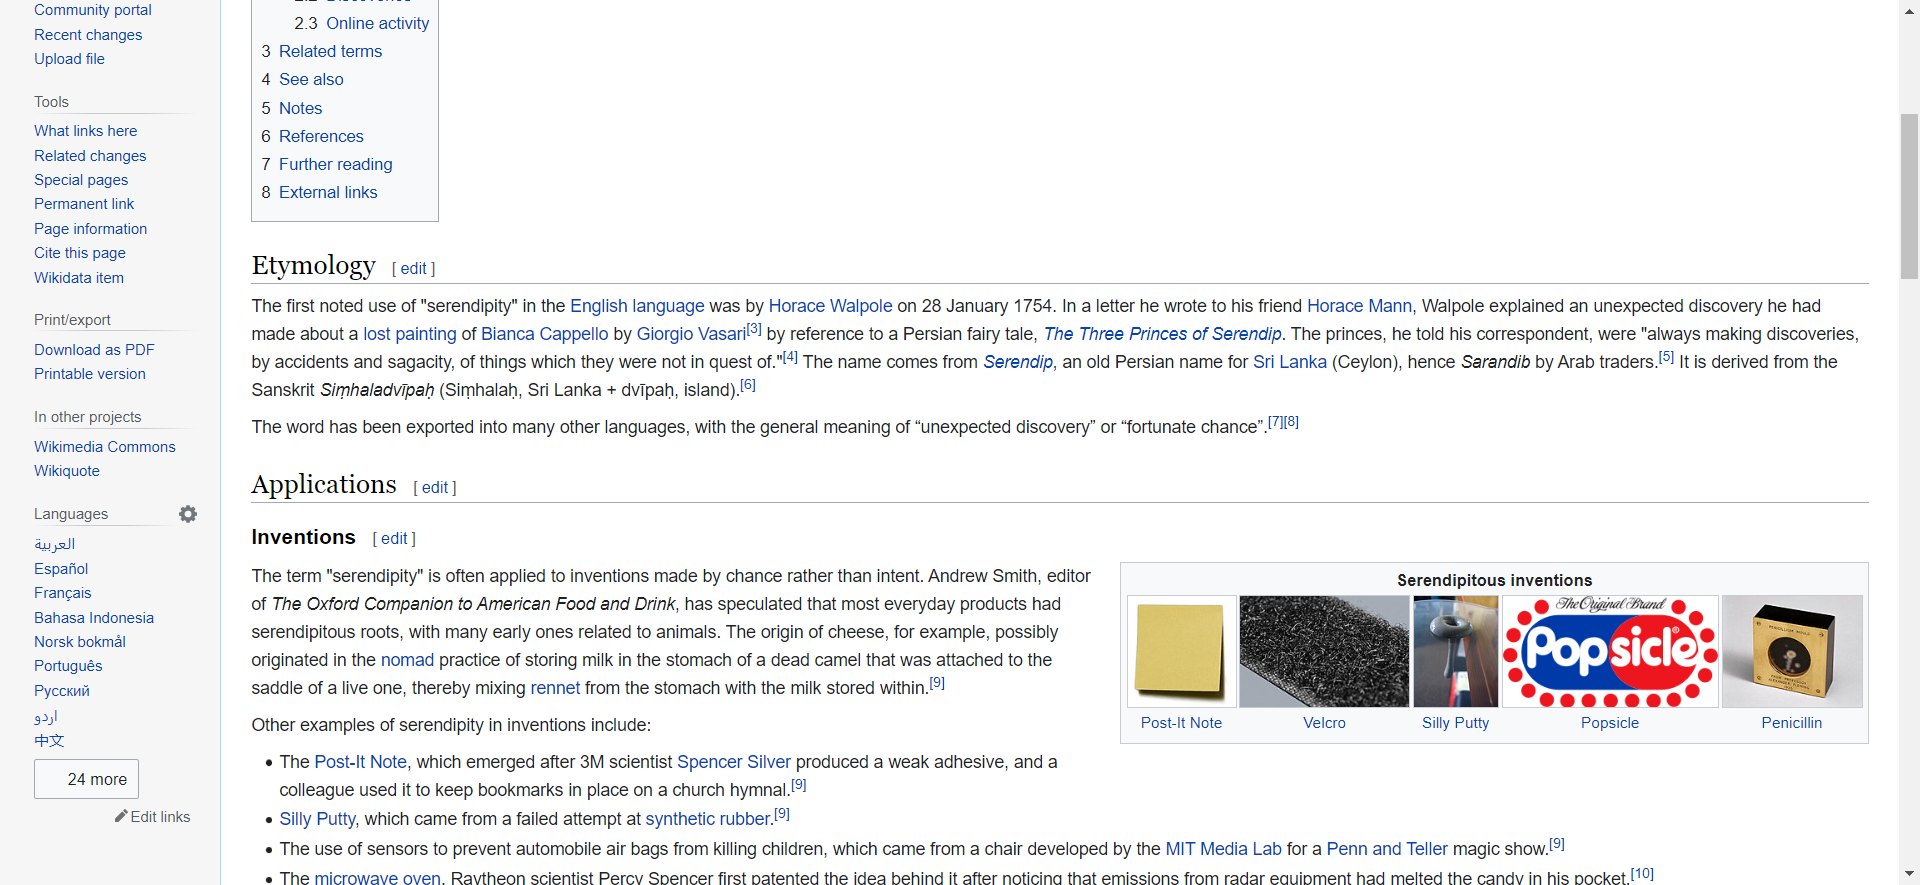 Community portal
Recent changes
Upload file
Tools
What links here
Related changes
Special pages
Permanent link
Page information
Cite this page
Wikidata item
Print/export
Download as PDF
Printable version
In other projects
Wikimedia Commons
Wikiquote
Languages
العربية
Español
Français
Bahasa Indonesia
Norsk bokmål
Português
Русский
اردو
中文
24 more
Edit links
2.3 Online activity
3 Related terms
4 See also
5 Notes
6 References
7 Further reading
8 External links
Etymology [ edit ]
The first noted use of "serendipity" in the English language was by Horace Walpole on 28 January 1754. In a letter he wrote to his friend Horace Mann, Walpole explained an unexpected discovery he had
made about a lost painting of Bianca Cappello by Giorgio Vasari[3] by reference to a Persian fairy tale, The Three Princes of Serendip. The princes, he told his correspondent, were "always making discoveries,
by accidents and sagacity, of things which they were not in quest of."[4] The name comes from Serendip, an old Persian name for Sri Lanka (Ceylon), hence Sarandib by Arab traders.[5] It is derived from the
Sanskrit Siṃhaladvīpaḥ (Siṃhalaḥ, Sri Lanka + dvīpaḥ, island).[6]
The word has been exported into many other languages, with the general meaning of “unexpected discovery” or “fortunate chance”.[7][8]
Applications [ edit ]
Inventions [ edit ]
The term "serendipity" is often applied to inventions made by chance rather than intent. Andrew Smith, editor
of The Oxford Companion to American Food and Drink, has speculated that most everyday products had
serendipitous roots, with many early ones related to animals. The origin of cheese, for example, possibly
originated in the nomad practice of storing milk in the stomach of a dead camel that was attached to the
saddle of a live one, thereby mixing rennet from the stomach with the milk stored within.[9]
Other examples of serendipity in inventions include:
• The Post-It Note, which emerged after 3M scientist Spencer Silver produced a weak adhesive, and a
colleague used it to keep bookmarks in place on a church hymnal.[9]
• Silly Putty, which came from a failed attempt at synthetic rubber.[9]
• The use of sensors to prevent automobile air bags from killing children, which came from a chair developed by the MIT Media Lab for a Penn and Teller magic show.[9]
• The microwave oven. Raytheon scientist Percy Spencer first patented the idea behind it after noticing that emissions from radar equipment had melted the candy in his pocket.[10]
Serendipitous inventions
The Original Brand
Popsicle®
Post-It Note
Velcro
Silly Putty
Popsicle
Penicillin